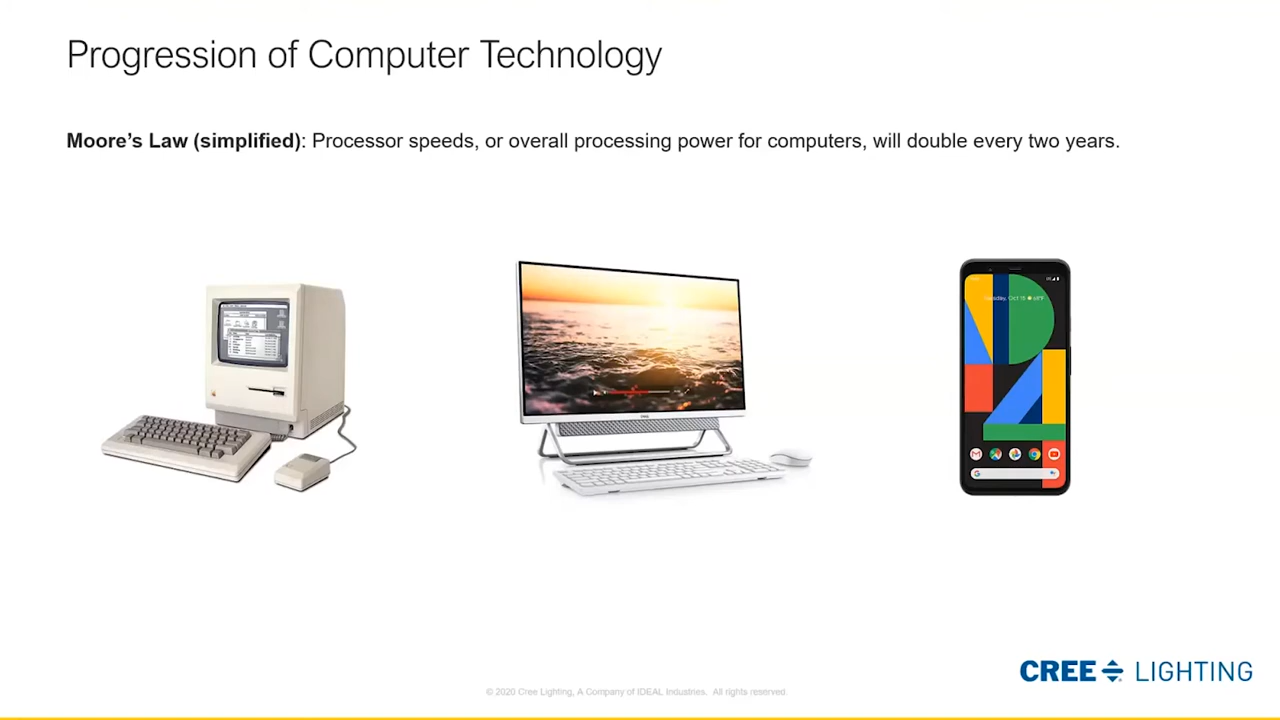 Progression of Computer Technology
Moore's Law (simplified): Processor speeds, or overall processing power for computers, will double every two years.
CREE LIGHTING
© 2020 Cree Lighting, A Company of IDEAL Industries. All rights reserved.